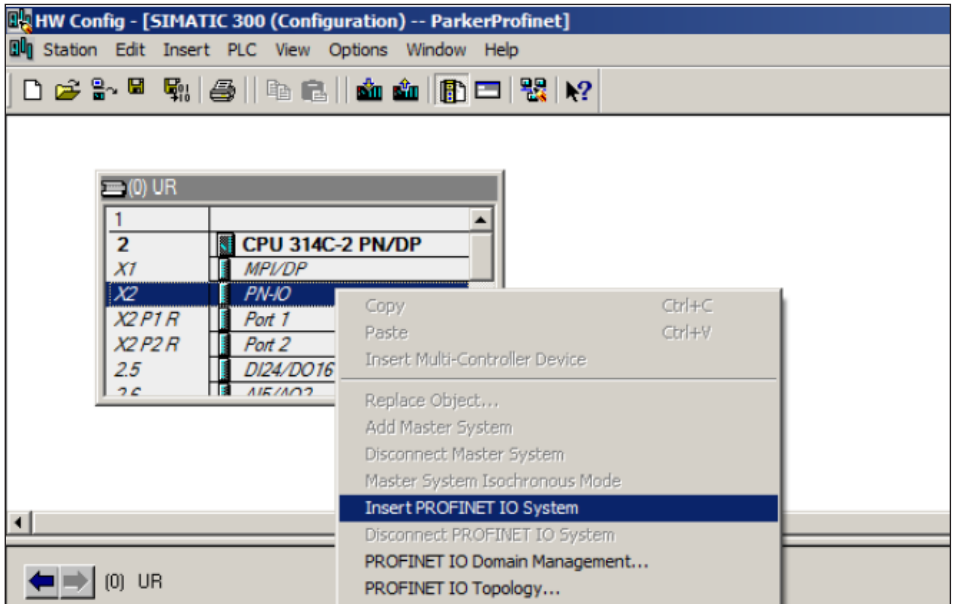 HW Config - [SIMATIC 300 (Configuration) -- ParkerProfinet]
Station Edit Insert PLC View Options Window Help
(0) UR
1
2 CPU 314C-2 PN/DP
X1 MPI/DP
X2 PN-IO
X2 P1 R Port 1
X2 P2 R Port 2
2.5 DI24/DO16
2.6 AI5/AO2
Copy Ctrl+C
Paste Ctrl+V
Insert Multi-Controller Device
Replace Object...
Add Master System
Disconnect Master System
Master System Isochronous Mode
Insert PROFINET IO System
Disconnect PROFINET IO System
PROFINET IO Domain Management...
PROFINET IO Topology...
(0) UR